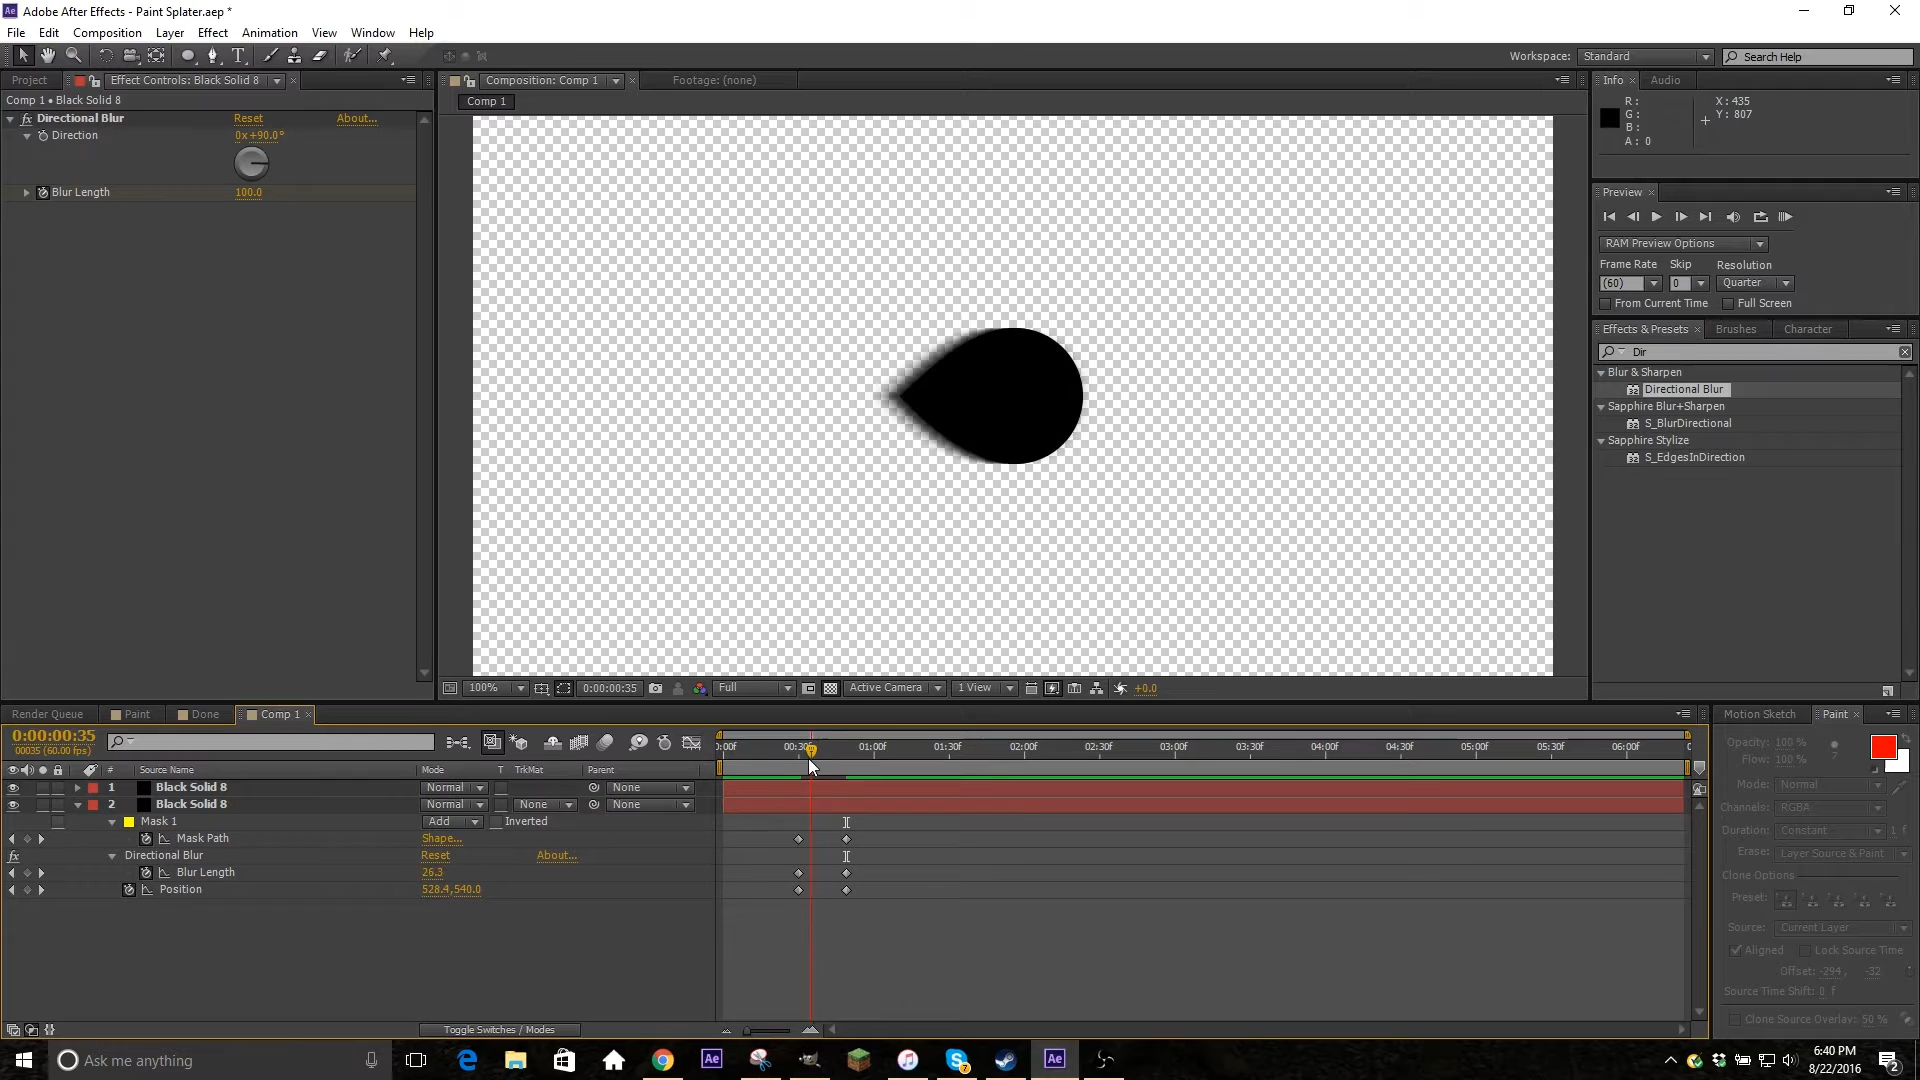 Adobe After Effects - Paint Splater.aep *
File Edit Composition Layer Effect Animation View Window Help
Workspace: Standard Search Help
Project Effect Controls: Black Solid 8 Composition: Comp 1 Footage: (none) Info Audio
Comp 1 • Black Solid 8
Comp 1
Directional Blur Reset About...
Direction 0x+90.0°
Blur Length 100.0
R: X: 435
G: Y: 807
B:
A: 0
Preview
RAM Preview Options
Frame Rate Skip Resolution
(60) 0 Quarter
From Current Time Full Screen
Effects & Presets Brushes Character
Dir
Blur & Sharpen
Directional Blur
Sapphire Blur+Sharpen
S_BlurDirectional
Sapphire Stylize
S_EdgesInDirection
100% 0:00:00:35 Full Active Camera 1 View +0.0
Render Queue Paint Done Comp 1
0:00:00:35
00035 (60.00 fps)
0:00f 00:30f 01:00f 01:30f 02:00f 02:30f 03:00f 03:30f 04:00f 04:30f 05:00f 05:30f 06:00f
# Source Name Mode T TrkMat Parent
1 Black Solid 8 Normal None
2 Black Solid 8 Normal None None
Mask 1 Add Inverted
Mask Path Shape...
fx Directional Blur Reset About...
Blur Length 26.3
Position 528.4,540.0
Toggle Switches / Modes
Motion Sketch Paint
Opacity: 100 %
Flow: 100 %
Mode: Normal
Channels: RGBA
Duration: Constant 1 f
Erase: Layer Source & Paint
Clone Options
Preset:
Source: Current Layer
Aligned Lock Source Time
Offset: -294, -32
Source Time Shift: 0 f
Clone Source Overlay: 50 %
Ask me anything
6:40 PM
8/22/2016